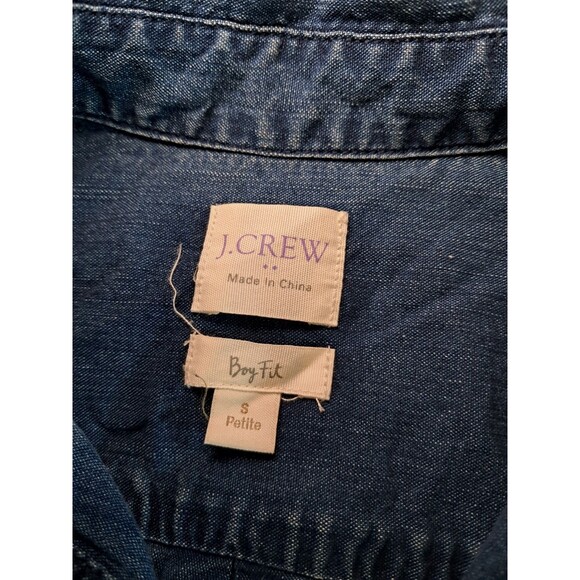 J.CREW
Made in China
Boy Fit
S
Petite